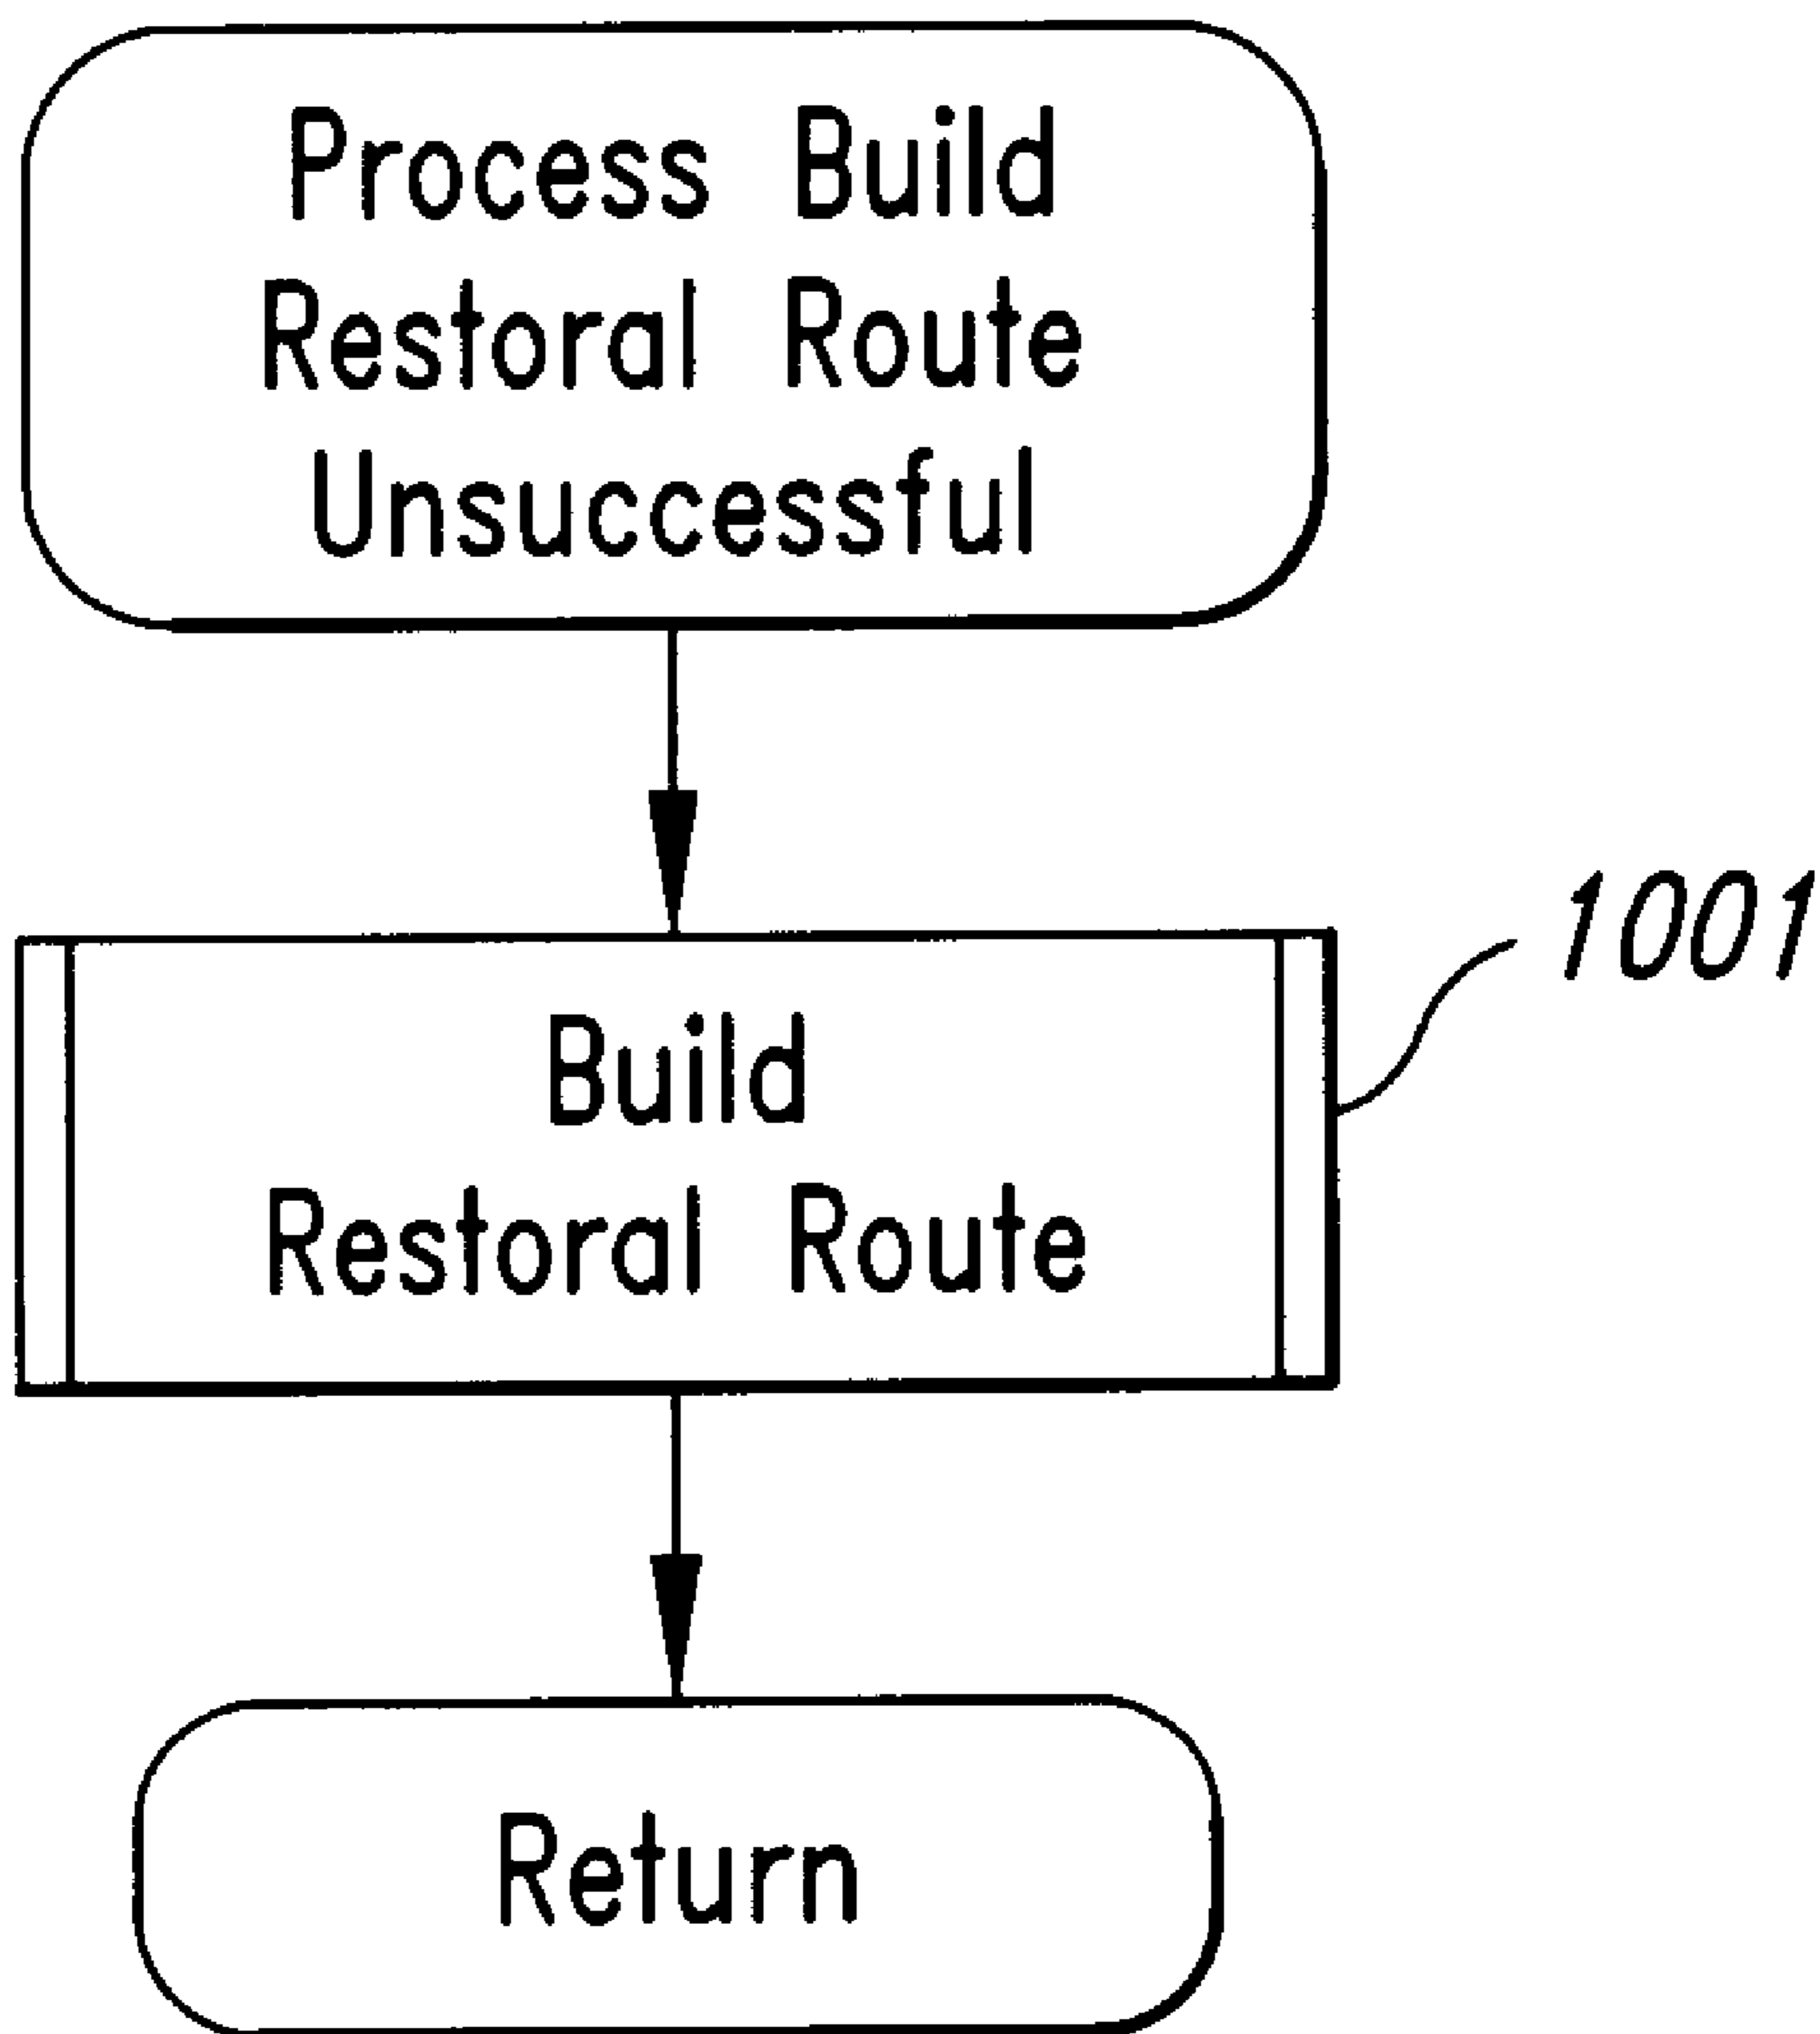 Process Build
Restoral Route
Unsuccessful
1001
Build
Restoral Route
Return